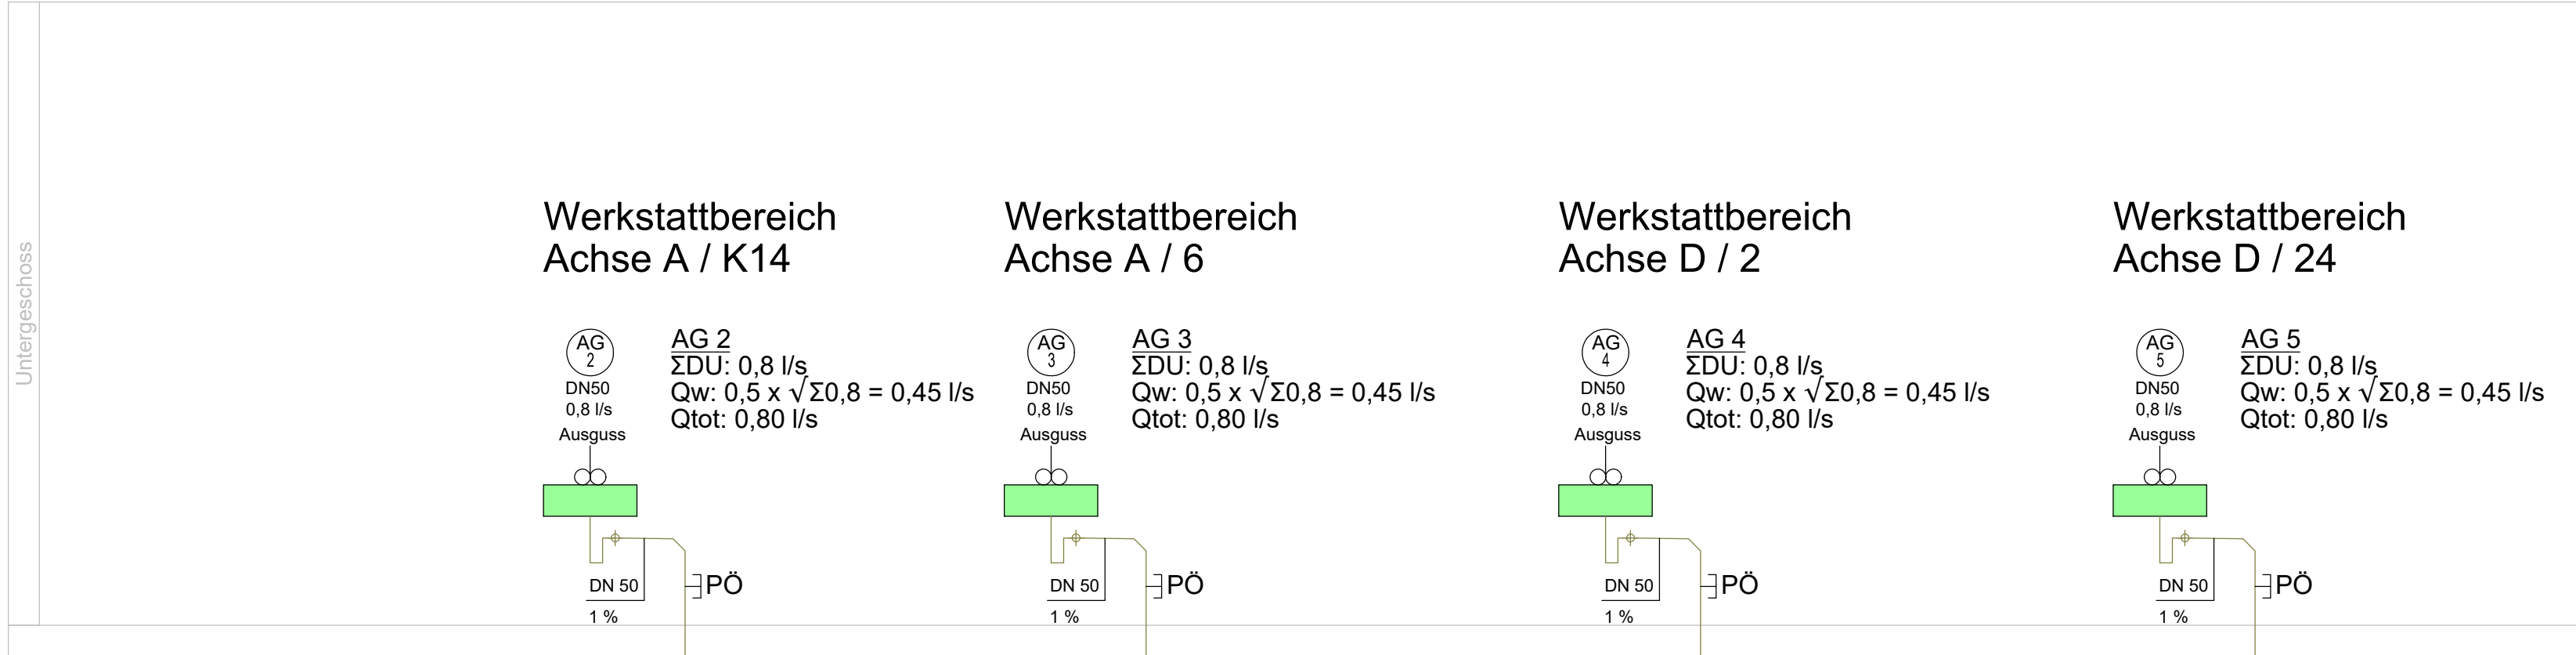 Untergeschoss
Werkstattbereich
Achse A / K14
AG
2
DN50
0,8 l/s
Ausguss
AG 2
ΣDU: 0,8 l/s
Qw: 0,5 x √Σ0,8 = 0,45 l/s
Qtot: 0,80 l/s
DN 50
1 %
PÖ
Werkstattbereich
Achse A / 6
AG
3
DN50
0,8 l/s
Ausguss
AG 3
ΣDU: 0,8 l/s
Qw: 0,5 x √Σ0,8 = 0,45 l/s
Qtot: 0,80 l/s
DN 50
1 %
PÖ
Werkstattbereich
Achse D / 2
AG
4
DN50
0,8 l/s
Ausguss
AG 4
ΣDU: 0,8 l/s
Qw: 0,5 x √Σ0,8 = 0,45 l/s
Qtot: 0,80 l/s
DN 50
1 %
PÖ
Werkstattbereich
Achse D / 24
AG
5
DN50
0,8 l/s
Ausguss
AG 5
ΣDU: 0,8 l/s
Qw: 0,5 x √Σ0,8 = 0,45 l/s
Qtot: 0,80 l/s
DN 50
1 %
PÖ